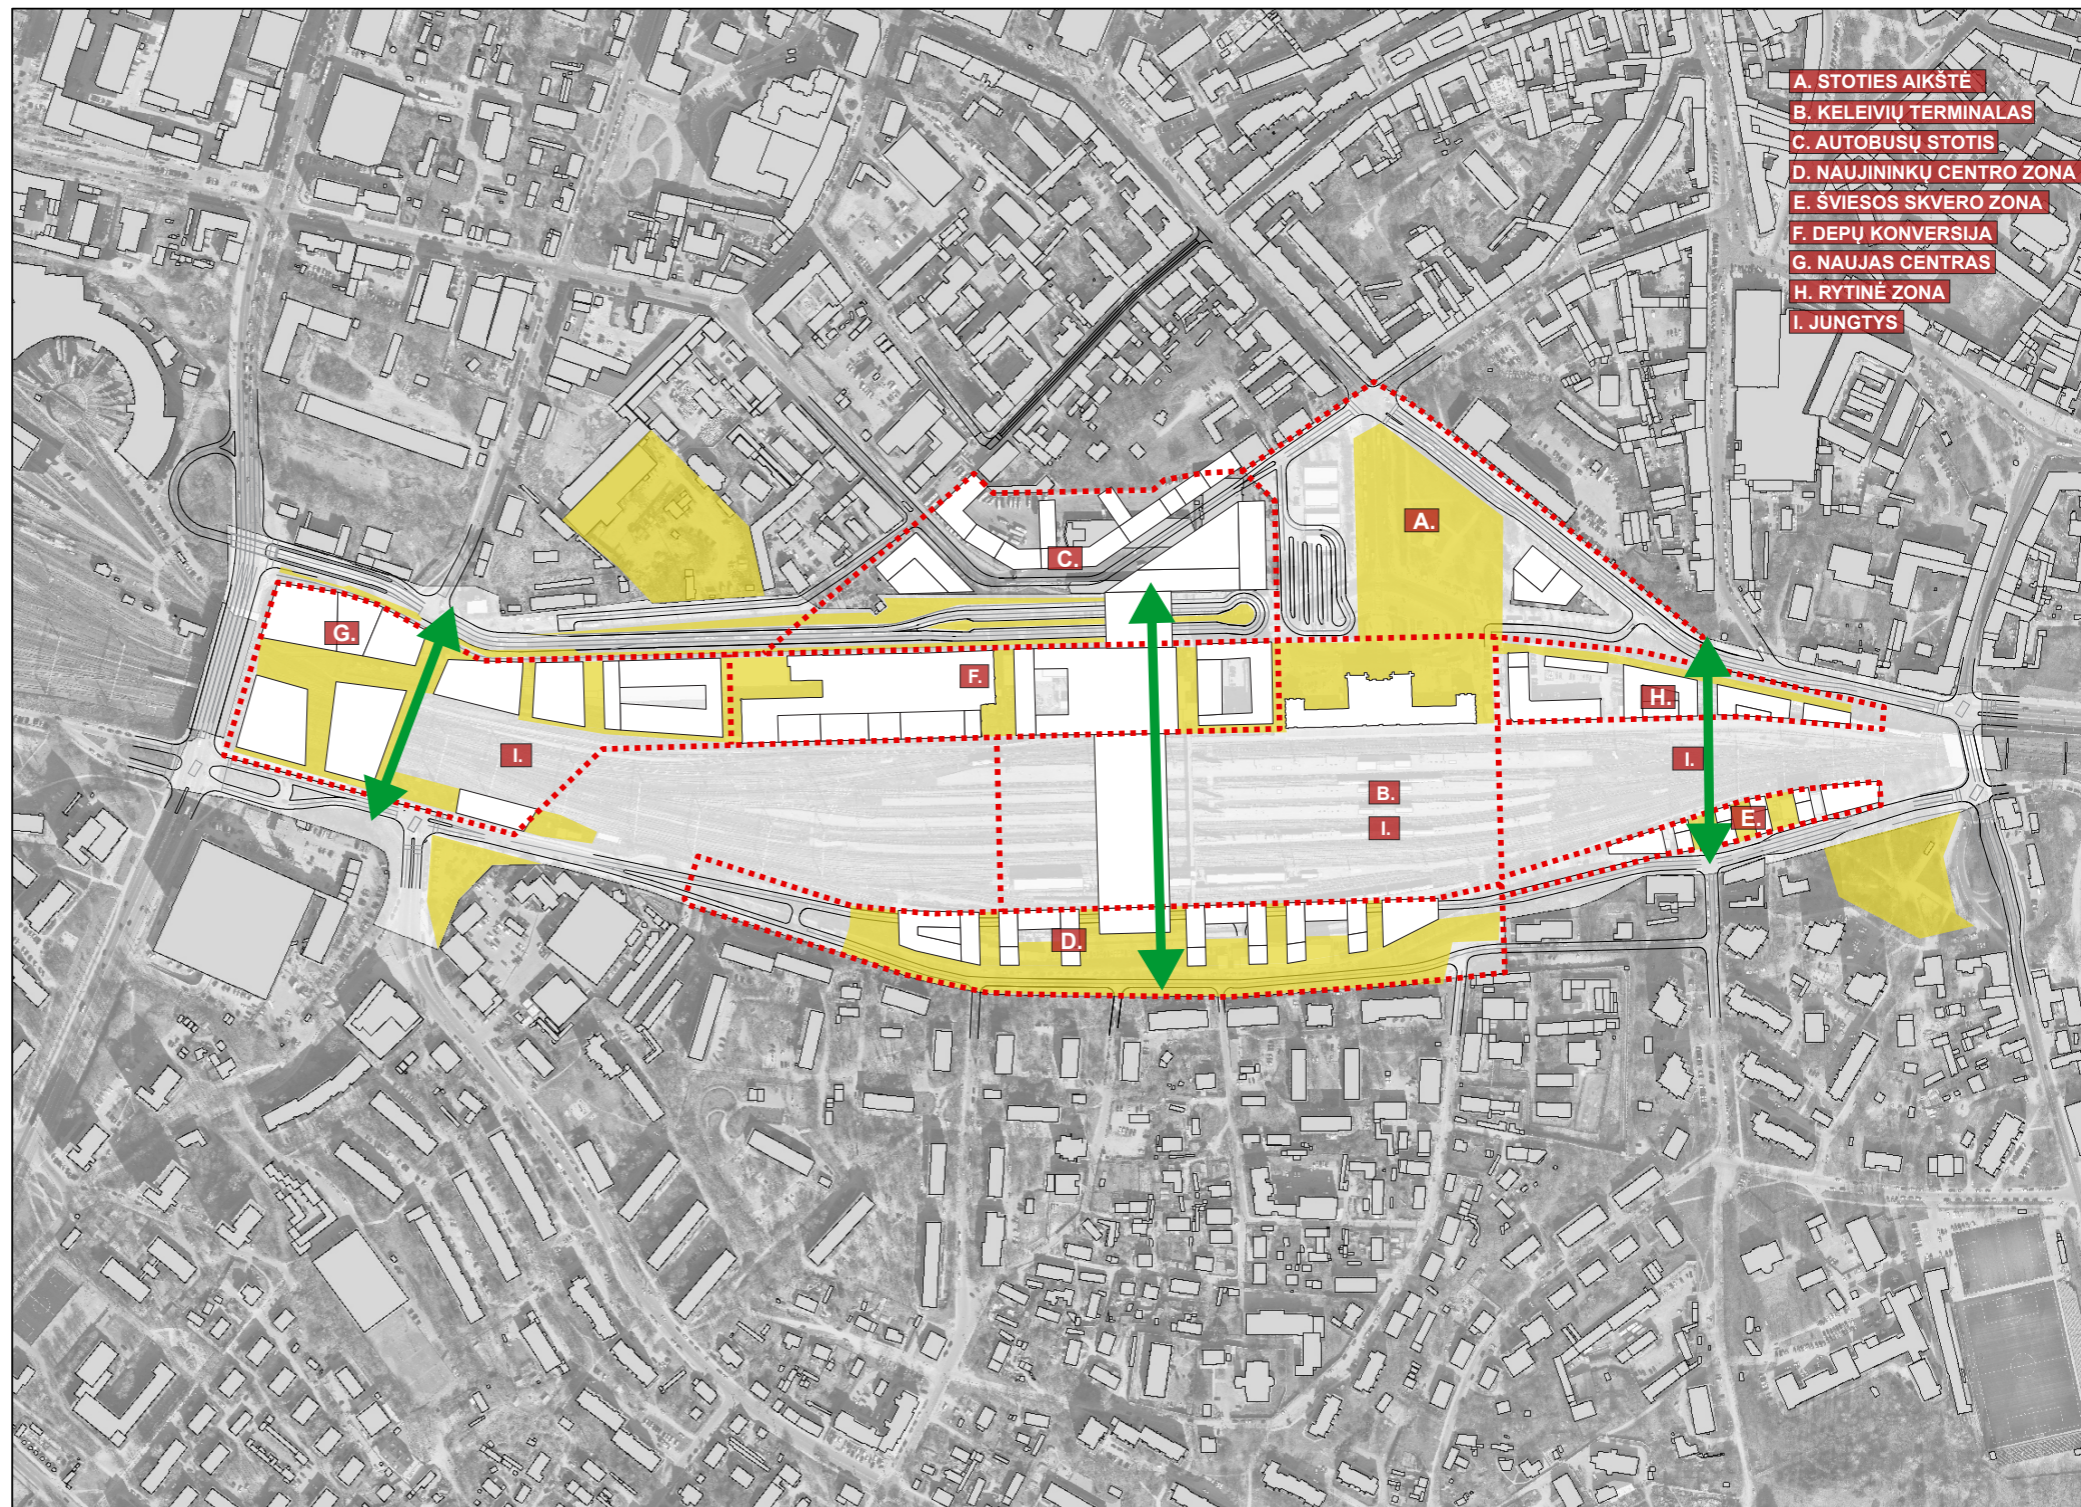 A. STOTIES AIKŠTĖ
B. KELEIVIŲ TERMINALAS
C. AUTOBUSŲ STOTIS
D. NAUJININKŲ CENTRO ZONA
E. ŠVIESOS SKVERO ZONA
F. DEPŲ KONVERSIJA
G. NAUJAS CENTRAS
H. RYTINĖ ZONA
I. JUNGTYS
A.
C.
G.
F.
H.
I.
I.
B.
E.
I.
D.